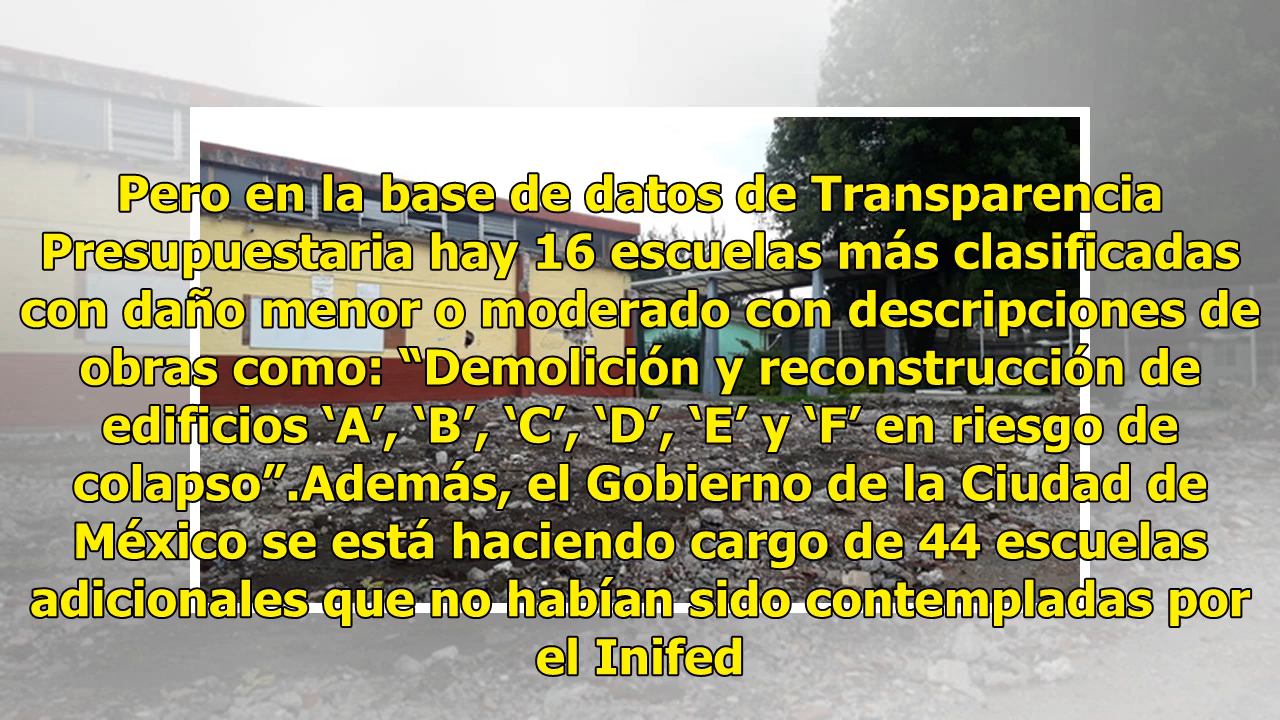 Pero en la base de datos de Transparencia
Presupuestaria hay 16 escuelas más clasificadas
con daño menor o moderado con descripciones de
obras como: “Demolición y reconstrucción de
edificios ‘A’, ‘B’, ‘C’, ‘D’, ‘E’ y ‘F’ en riesgo de
colapso”.Además, el Gobierno de la Ciudad de
México se está haciendo cargo de 44 escuelas
adicionales que no habían sido contempladas por
el Inifed